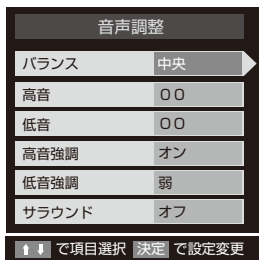 音声調整
バランス 中央
高音 00
低音 00
高音強調 オン
低音強調 弱
サラウンド オフ
⬆⬇ で項目選択 決定 で設定変更